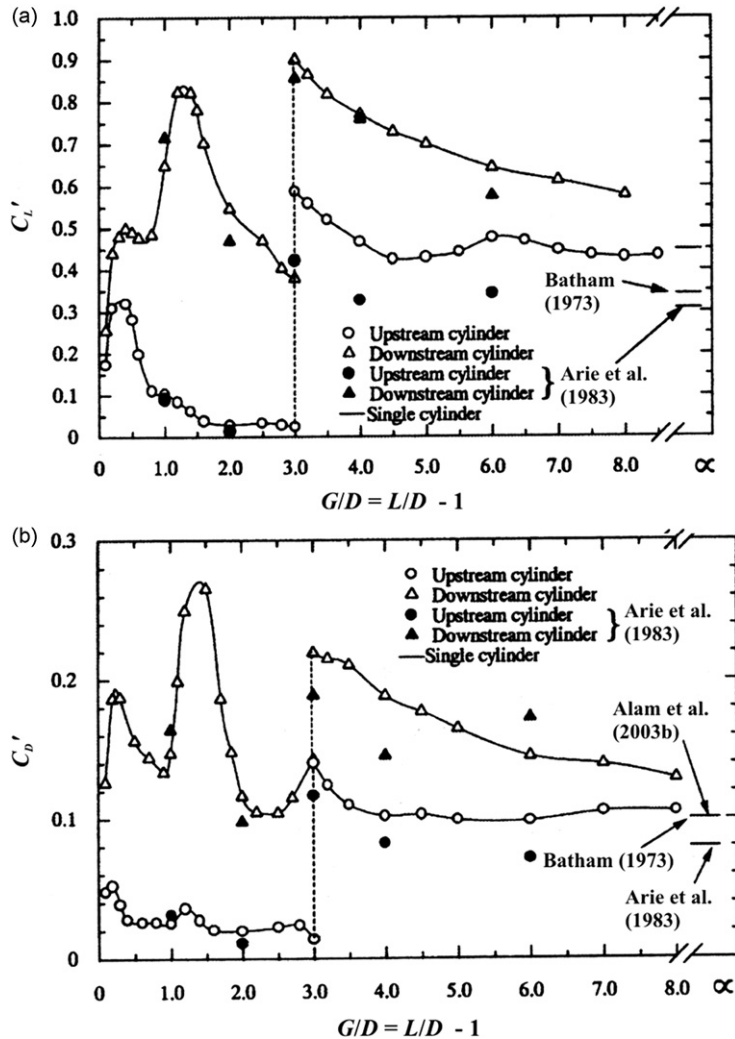 (a)
1.0
0.9
0.8
0.7
0.6
0.5
0.4
0.3
0.2
0.1
0
C_L'
Batham
(1973)
Upstream cylinder
Downstream cylinder
Upstream cylinder
Downstream cylinder
} Arie et al.
(1983)
Single cylinder
0 1.0 2.0 3.0 4.0 5.0 6.0 7.0 8.0 ∝
G/D = L/D - 1
(b)
0.3
0.2
0.1
0
C_D'
Upstream cylinder
Downstream cylinder
Upstream cylinder
Downstream cylinder
} Arie et al.
(1983)
Single cylinder
Alam et al.
(2003b)
Batham (1973)
Arie et al.
(1983)
0 1.0 2.0 3.0 4.0 5.0 6.0 7.0 8.0 ∝
G/D = L/D - 1